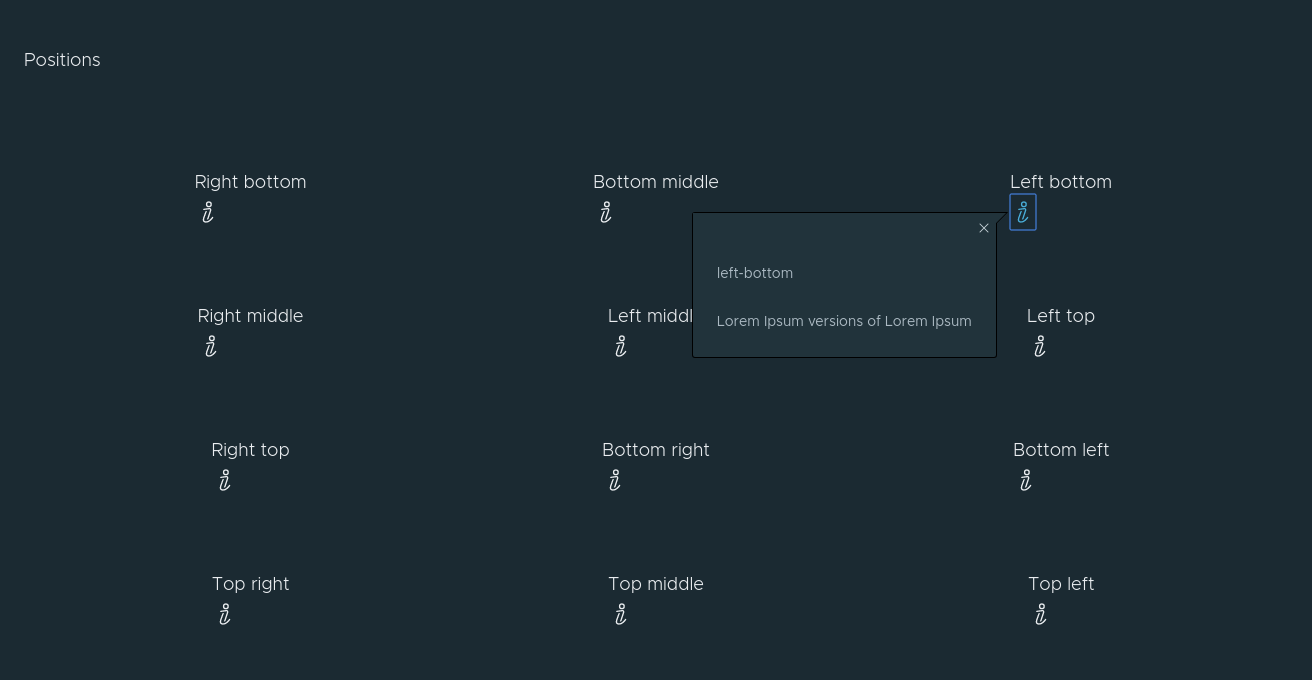 Positions
Right bottom
Bottom middle
Left bottom
left-bottom
Lorem Ipsum versions of Lorem Ipsum
Right middle
Left middl
Left top
Right top
Bottom right
Bottom left
Top right
Top middle
Top left